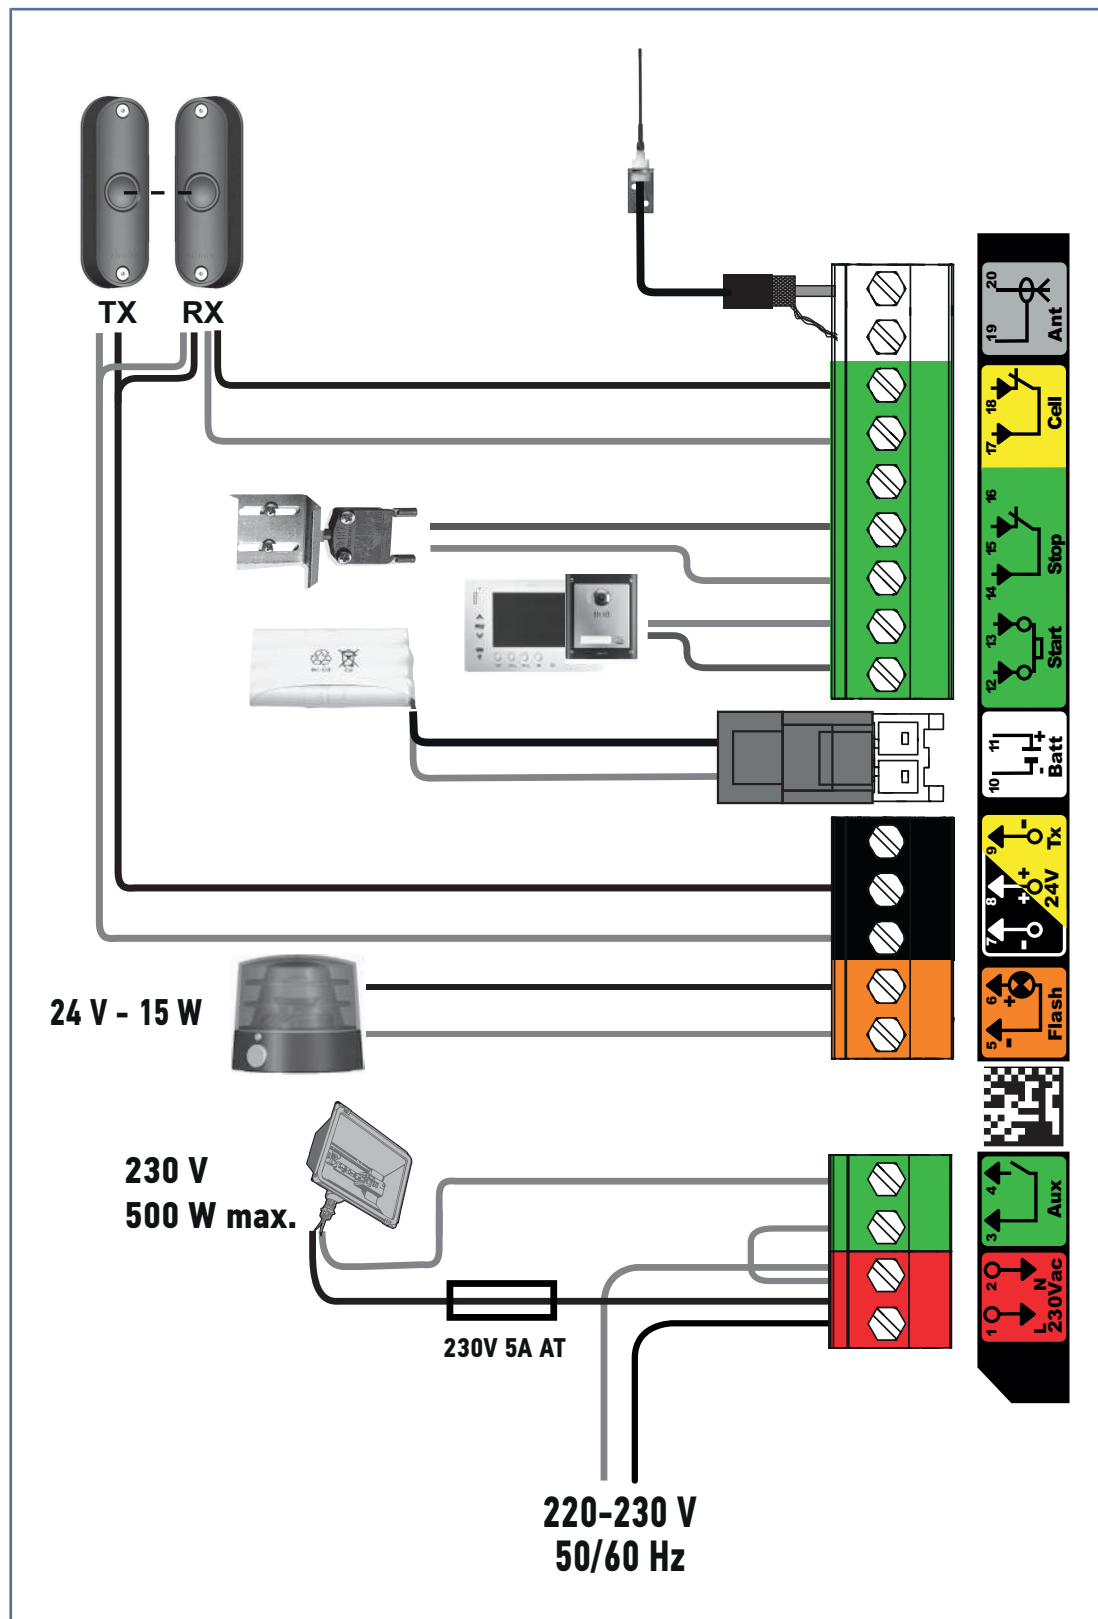 TX RX
20
19
Ant
18
17
Cell
16
15
14
Stop
13
12
Start
11
10
+
-
Batt
9
8
7
-
+
+
-
Tx
24V
6
5
+
-
Flash
24 V - 15 W
230 V
500 W max.
4
3
Aux
2
1
N
L
230Vac
230V 5A AT
220-230 V
50/60 Hz